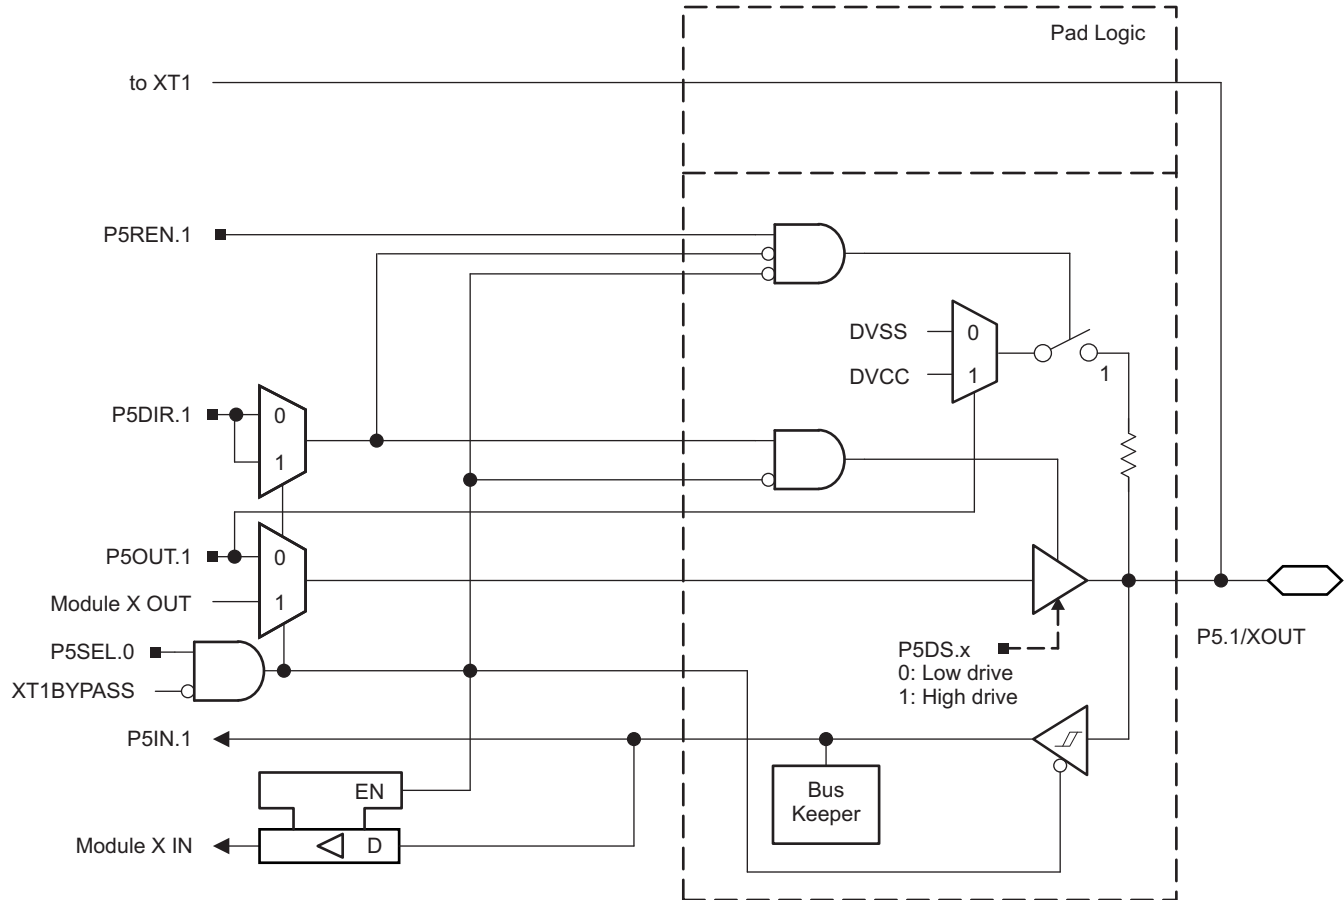 Pad Logic
to XT1
P5REN.1
DVSS
0
DVCC
1
1
P5DIR.1
0
1
P5OUT.1
0
Module X OUT
1
P5SEL.0
XT1BYPASS
P5DS.x
0: Low drive
1: High drive
P5.1/XOUT
P5IN.1
Bus
Keeper
EN
Module X IN
D